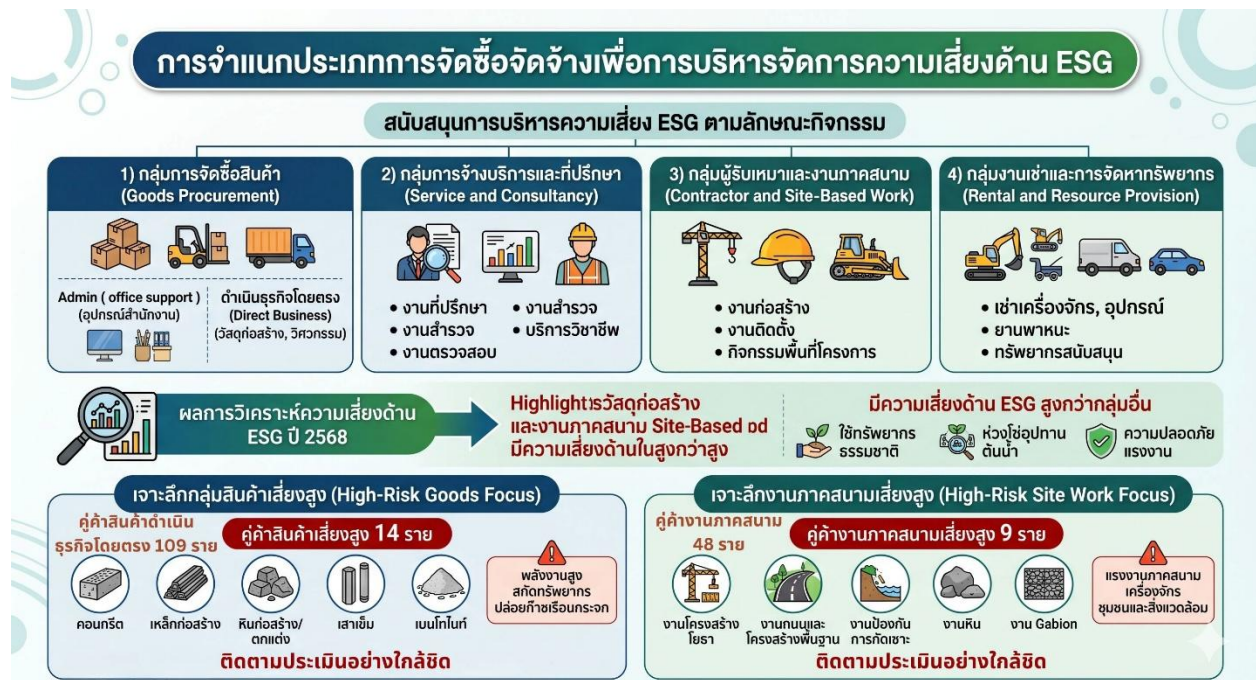 การจำแนกประเภทการจัดซื้อจัดจ้างเพื่อการบริหารจัดการความเสี่ยงด้าน ESG
สนับสนุนการบริหารความเสี่ยง ESG ตามลักษณะกิจกรรม
1) กลุ่มการจัดซื้อสินค้า
(Goods Procurement)
Admin ( office support )
(อุปกรณ์สำนักงาน)
ดำเนินธุรกิจโดยตรง
(Direct Business)
(วัสดุก่อสร้าง, วิศวกรรม)
2) กลุ่มการจ้างบริการและที่ปรึกษา
(Service and Consultancy)
• งานที่ปรึกษา
• งานสำรวจ
• งานตรวจสอบ
• งานสำรวจ
• บริการวิชาชีพ
3) กลุ่มผู้รับเหมาและงานภาคสนาม
(Contractor and Site-Based Work)
• งานก่อสร้าง
• งานติดตั้ง
• กิจกรรมพื้นที่โครงการ
4) กลุ่มงานเช่าและการจัดหาทรัพยากร
(Rental and Resource Provision)
• เช่าเครื่องจักร, อุปกรณ์
• ยานพาหนะ
• ทรัพยากรสนับสนุน
ผลการวิเคราะห์ความเสี่ยงด้าน
ESG ปี 2568
วัสดุก่อสร้าง
และงานภาคสนาม Site-Based
มีความเสี่ยงด้านในสูงกว่าสูง
มีความเสี่ยงด้าน ESG สูงกว่ากลุ่มอื่น
ใช้ทรัพยากร
ธรรมชาติ
ห่วงโซ่อุปทาน
ต้นน้ำ
ความปลอดภัย
แรงงาน
เจาะลึกกลุ่มสินค้าเสี่ยงสูง (High-Risk Goods Focus)
คู่ค้าสินค้าดำเนิน
ธุรกิจโดยตรง 109 ราย
คู่ค้าสินค้าเสี่ยงสูง 14 ราย
คอนกรีต
เหล็กก่อสร้าง
หินก่อสร้าง/
ตกแต่ง
เสาเข็ม
เบนโทไนท์
พลังงานสูง
สกัดทรัพยากร
ปล่อยก๊าซเรือนกระจก
ติดตามประเมินอย่างใกล้ชิด
เจาะลึกงานภาคสนามเสี่ยงสูง (High-Risk Site Work Focus)
คู่ค้างานภาคสนาม
48 ราย
คู่ค้างานภาคสนามเสี่ยงสูง 9 ราย
งานโครงสร้าง
โยธา
งานถนนและ
โครงสร้างพื้นฐาน
งานป้องกัน
การกัดเซาะ
งานหิน
งาน Gabion
แรงงานภาคสนาม
เครื่องจักร
ชุมชนและสิ่งแวดล้อม
ติดตามประเมินอย่างใกล้ชิด